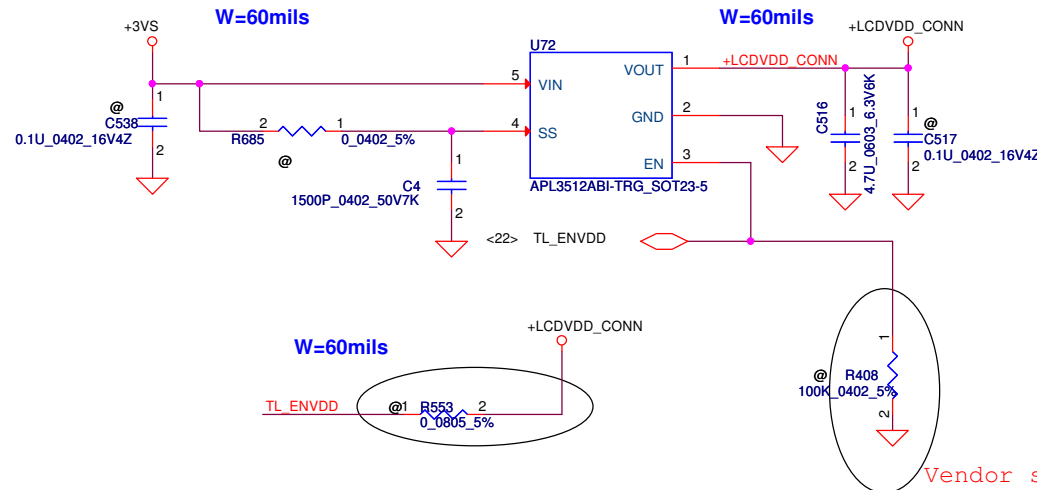 W=60mils
W=60mils
+3VS
+LCDVDD_CONN
U72
5
VIN
VOUT
1
+LCDVDD_CONN
1
@
C538
0.1U_0402_16V4Z
2
2
R685
1
0_0402_5%
@
4
SS
GND
2
EN
3
APL3512ABI-TRG_SOT23-5
1
C516
4.7U_0603_6.3V6K
2
1
@
C517
0.1U_0402_16V4Z
2
1
C4
1500P_0402_50V7K
2
<22> TL_ENVDD
+LCDVDD_CONN
W=60mils
TL_ENVDD
@
1
R553
2
0_0805_5%
1
@
R408
100K_0402_5%
2
Vendor s